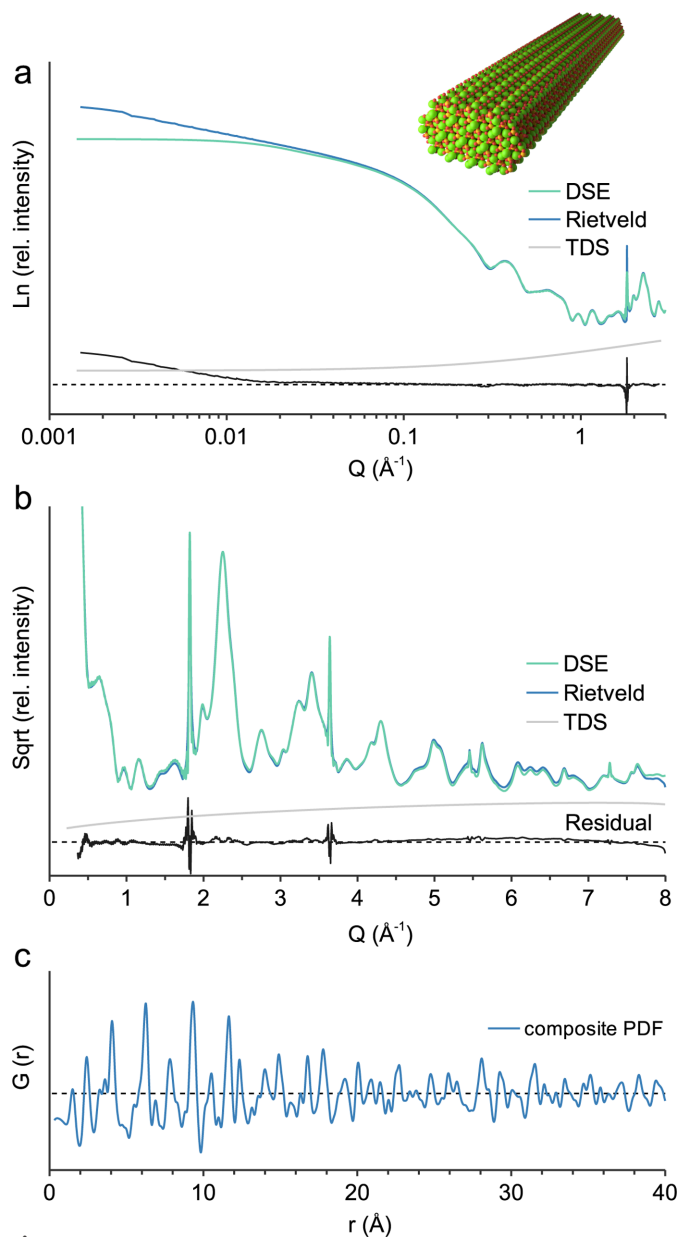 a
Ln (rel. intensity)
DSE
Rietveld
TDS
0.001 0.01 0.1 1
Q (Å-1)
b
Sqrt (rel. intensity)
DSE
Rietveld
TDS
Residual
0 1 2 3 4 5 6 7 8
Q (Å-1)
c
G (r)
composite PDF
0 10 20 30 40
r (Å)